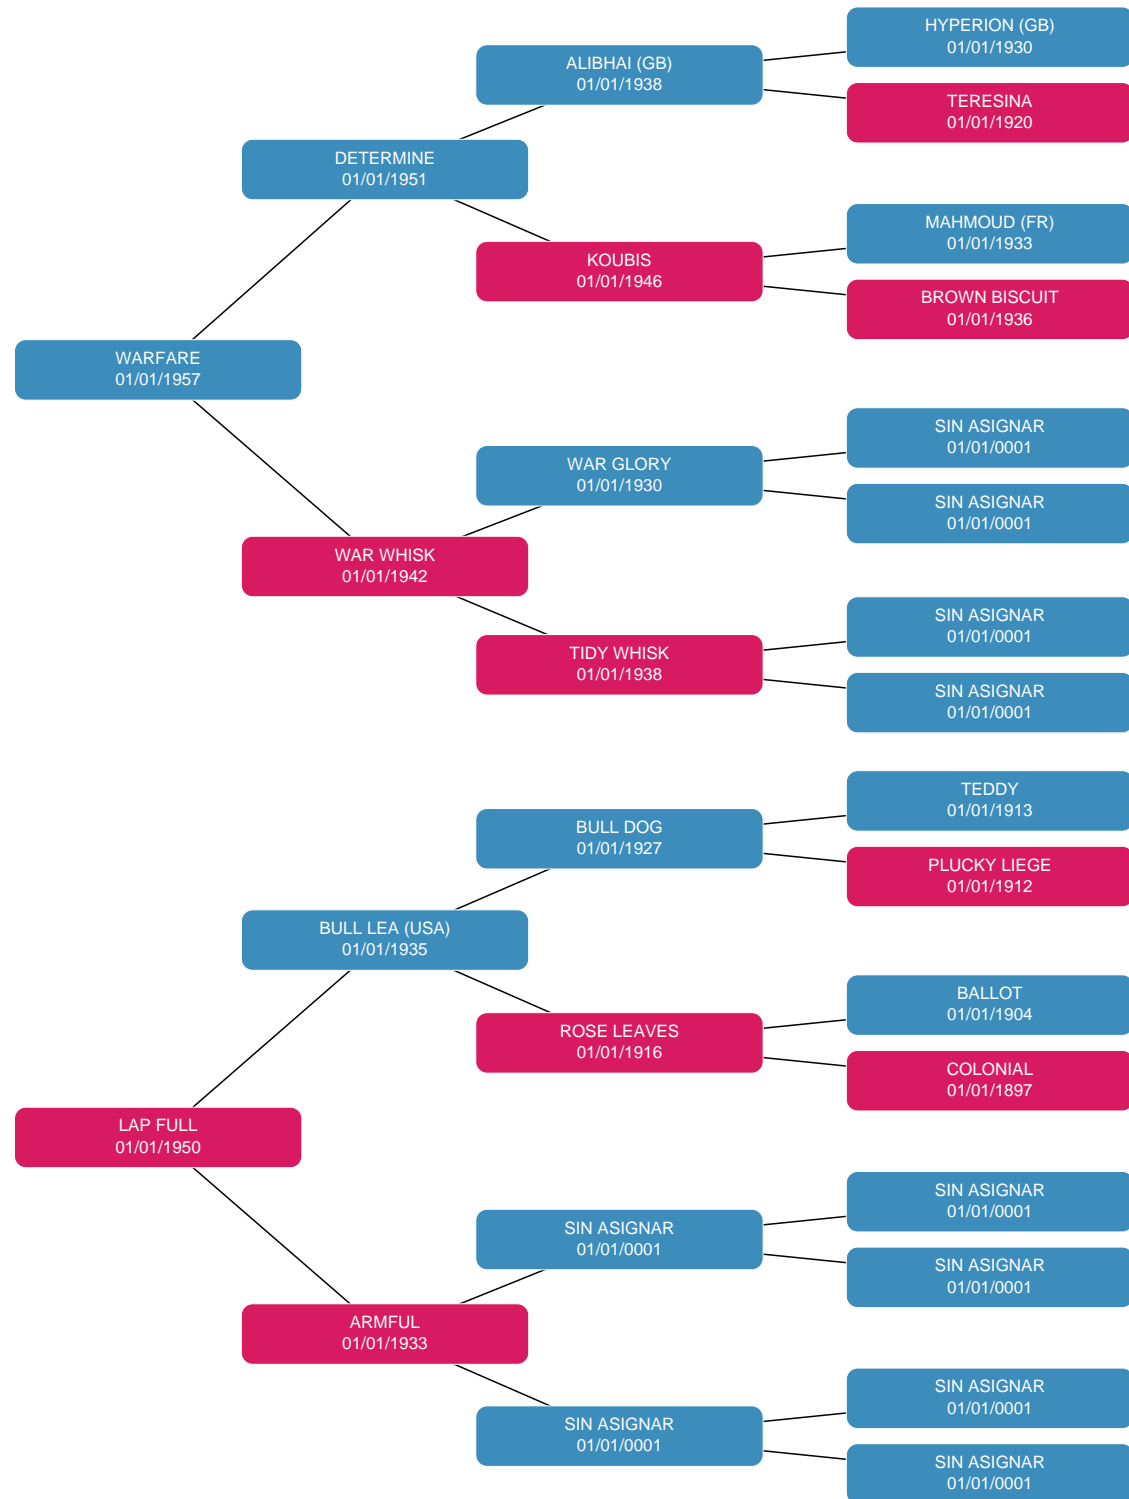 HYPERION (GB)
01/01/1930
ALIBHAI (GB)
01/01/1938
TERESINA
01/01/1920
DETERMINE
01/01/1951
MAHMOUD (FR)
01/01/1933
KOUBIS
01/01/1946
BROWN BISCUIT
01/01/1936
WARFARE
01/01/1957
SIN ASIGNAR
01/01/0001
WAR GLORY
01/01/1930
SIN ASIGNAR
01/01/0001
WAR WHISK
01/01/1942
SIN ASIGNAR
01/01/0001
TIDY WHISK
01/01/1938
SIN ASIGNAR
01/01/0001
TEDDY
01/01/1913
BULL DOG
01/01/1927
PLUCKY LIEGE
01/01/1912
BULL LEA (USA)
01/01/1935
BALLOT
01/01/1904
ROSE LEAVES
01/01/1916
COLONIAL
01/01/1897
LAP FULL
01/01/1950
SIN ASIGNAR
01/01/0001
SIN ASIGNAR
01/01/0001
SIN ASIGNAR
01/01/0001
ARMFUL
01/01/1933
SIN ASIGNAR
01/01/0001
SIN ASIGNAR
01/01/0001
SIN ASIGNAR
01/01/0001